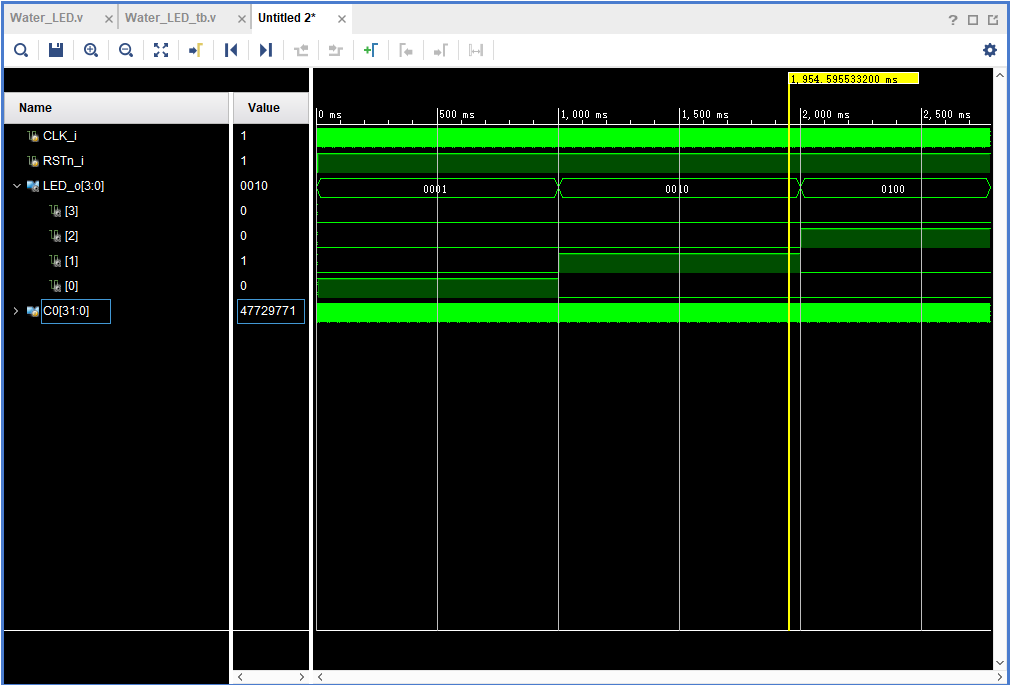 Water_LED.v Water_LED_tb.v Untitled 2*
1,954.595533200 ms
Name Value
0 ms 500 ms 1,000 ms 1,500 ms 2,000 ms 2,500 ms
CLK_i 1
RSTn_i 1
LED_o[3:0] 0010 0001 0010 0100
[3] 0
[2] 0
[1] 1
[0] 0
C0[31:0] 47729771